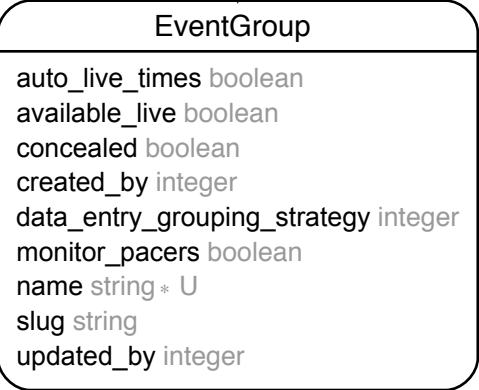 EventGroup
auto_live_times boolean
available_live boolean
concealed boolean
created_by integer
data_entry_grouping_strategy integer
monitor_pacers boolean
name string ∗ U
slug string
updated_by integer